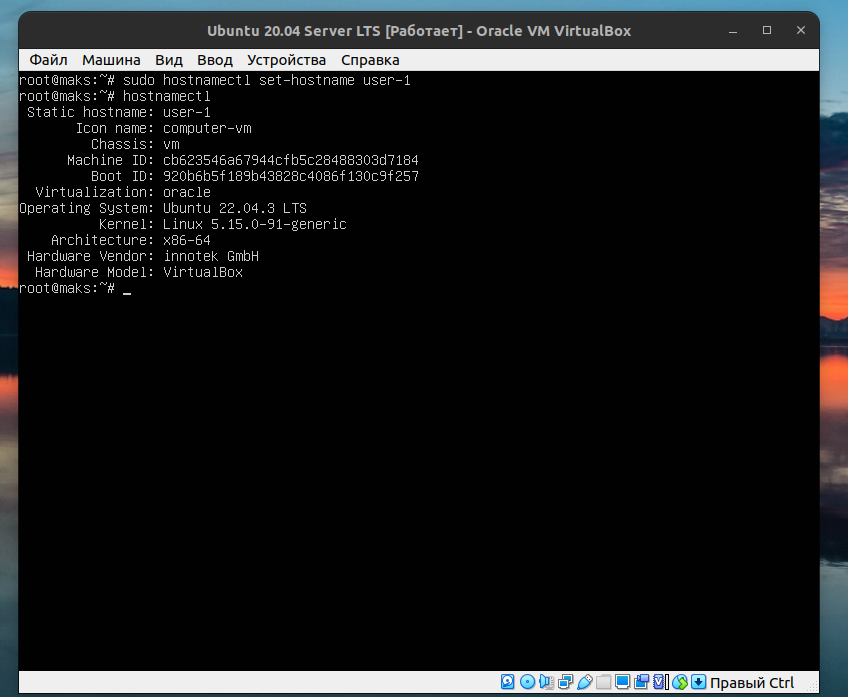 Ubuntu 20.04 Server LTS [Работает] - Oracle VM VirtualBox
Файл Машина Вид Ввод Устройства Справка
root@maks:~# sudo hostnamectl set-hostname user-1
root@maks:~# hostnamectl
Static hostname: user-1
Icon name: computer-vm
Chassis: vm
Machine ID: cb623546a67944cfb5c28488303d7184
Boot ID: 920b6b5f189b43828c4086f130c9f257
Virtualization: oracle
Operating System: Ubuntu 22.04.3 LTS
Kernel: Linux 5.15.0-91-generic
Architecture: x86-64
Hardware Vendor: innotek GmbH
Hardware Model: VirtualBox
root@maks:~# _
Правый Ctrl